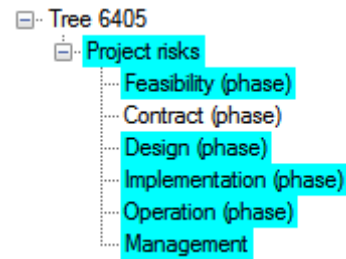 Tree 6405
Project risks
Feasibility (phase)
Contract (phase)
Design (phase)
Implementation (phase)
Operation (phase)
Management